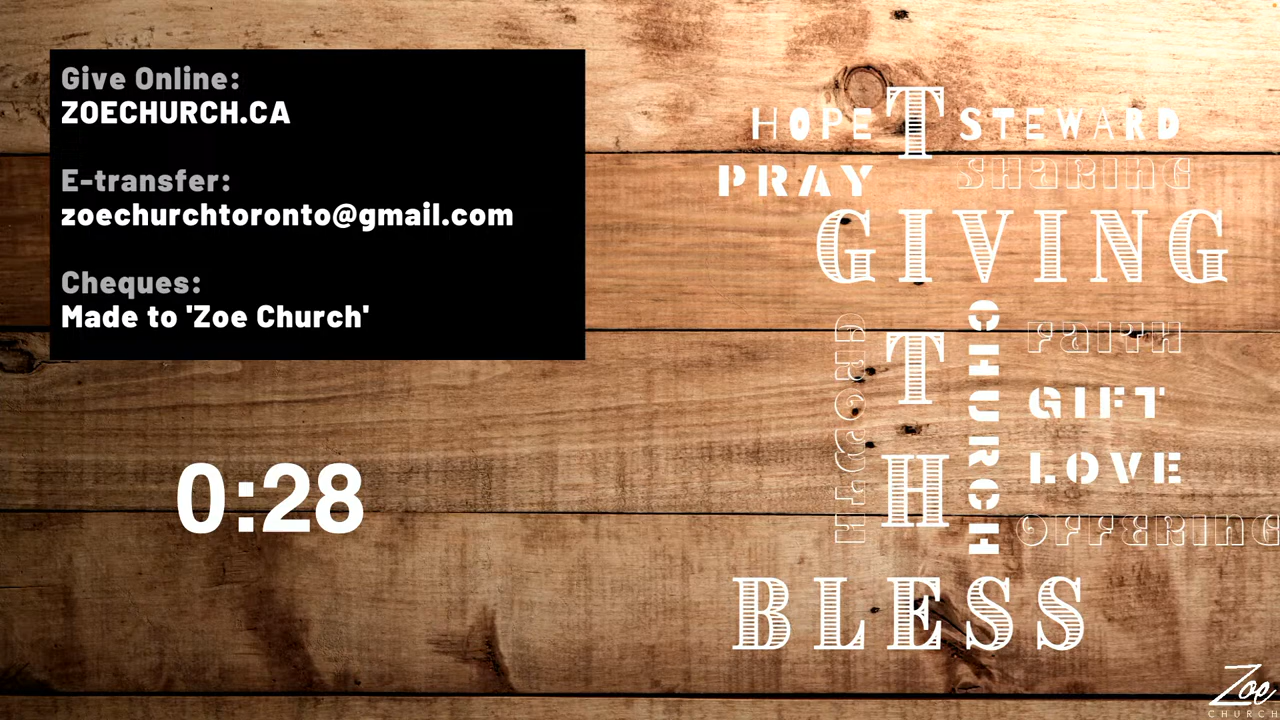 Give Online:
ZOECHURCH.CA
E-transfer:
zoechurchtoronto@gmail.com
Cheques:
Made to 'Zoe Church'
0:28
HOPE T STEWARD
PRAY SHARING
GIVING
GROWTH
T
H
CHURCH
FAITH
GIFT
LOVE
OFFERING
BLESS
Zoe
CHURCH